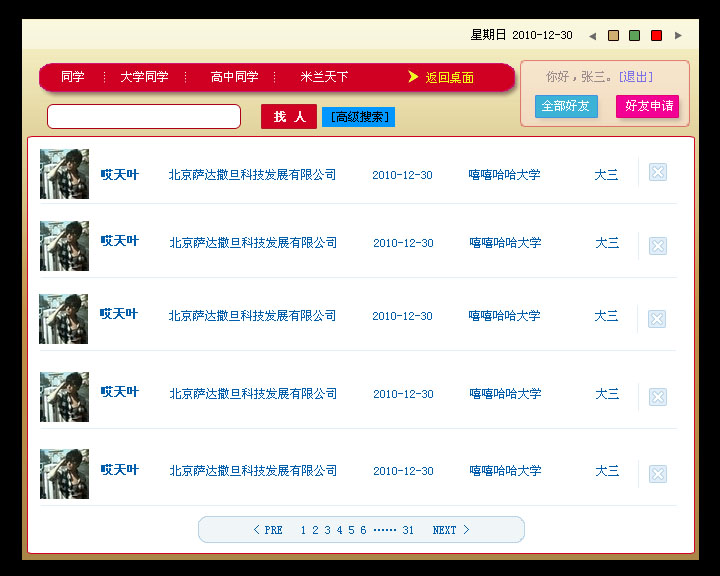 星期日 2010-12-30
同学 大学同学 高中同学 米兰天下 返回桌面
你好，张三。[退出]
找 人 [高级搜索] 全部好友 好友申请
哎天叶 北京萨达撒旦科技发展有限公司 2010-12-30 嘻嘻哈哈大学 大三
哎天叶 北京萨达撒旦科技发展有限公司 2010-12-30 嘻嘻哈哈大学 大三
哎天叶 北京萨达撒旦科技发展有限公司 2010-12-30 嘻嘻哈哈大学 大三
哎天叶 北京萨达撒旦科技发展有限公司 2010-12-30 嘻嘻哈哈大学 大三
哎天叶 北京萨达撒旦科技发展有限公司 2010-12-30 嘻嘻哈哈大学 大三
< PRE 1 2 3 4 5 6 …… 31 NEXT >